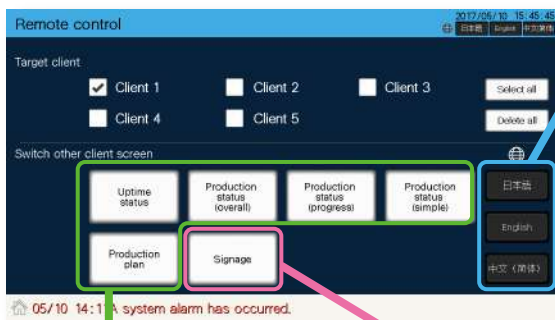 Remote control
2017/05/10 15:45:45
日本語 English 中文(简体)
Target client
Client 1 Client 2 Client 3 Select all
Client 4 Client 5 Delete all
Switch other client screen
Uptime status
Production status (overall)
Production status (progress)
Production status (simple)
日本語
English
Production plan
Signage
中文 (简体)
05/10 14:1 A system alarm has occurred.